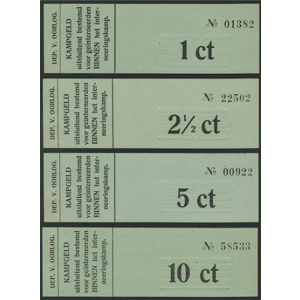 DEP. V. OORLOG.
KAMPGELD
uitsluitend bestemd
voor geïnterneerden
BINNEN het inter-
neeringskamp.
№ 01382
1 ct
DEP. V. OORLOG.
KAMPGELD
uitsluitend bestemd
voor geïnterneerden
BINNEN het inter-
neeringskamp.
№ 22502
2½ ct
DEP. V. OORLOG.
KAMPGELD
uitsluitend bestemd
voor geïnterneerden
BINNEN het inter-
neeringskamp.
№ 00922
5 ct
DEP. V. OORLOG.
KAMPGELD
uitsluitend bestemd
voor geïnterneerden
BINNEN het inter-
neeringskamp.
№ 58533
10 ct